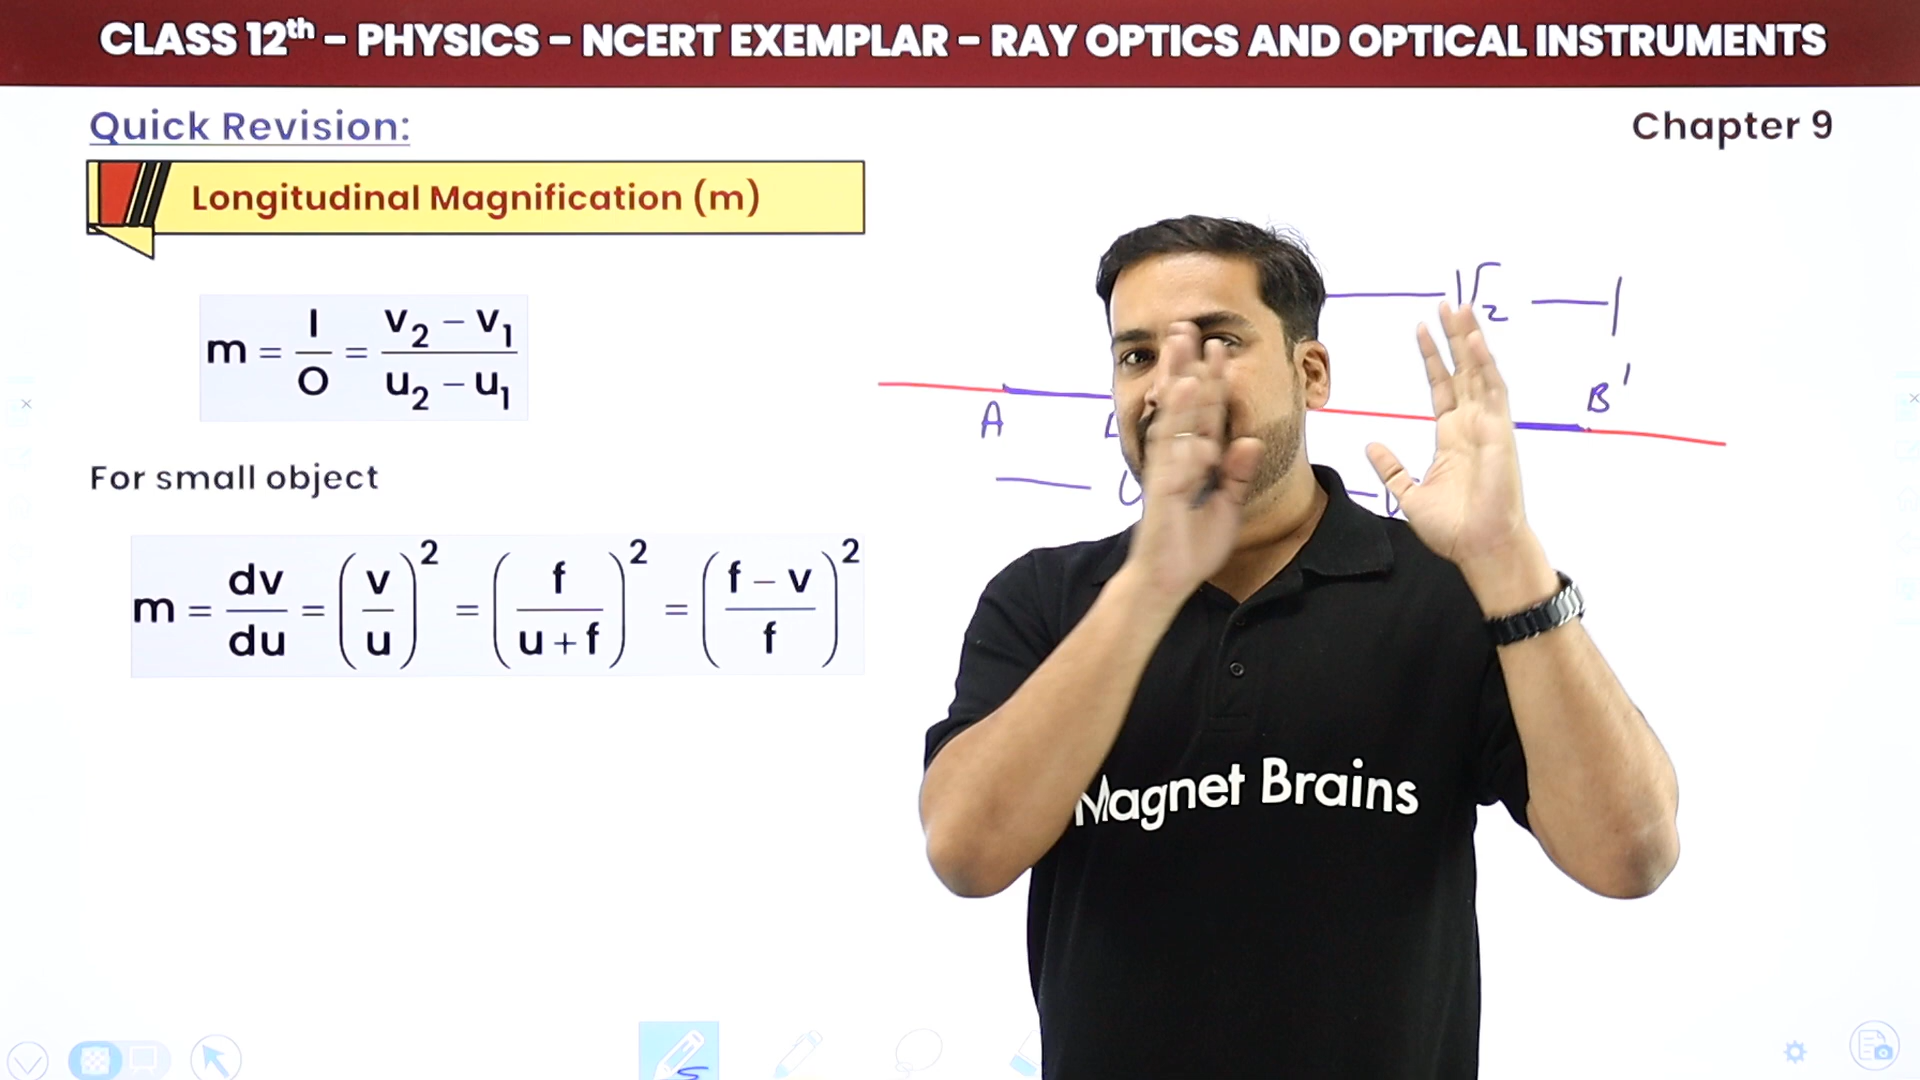 CLASS 12th - PHYSICS - NCERT EXEMPLAR - RAY OPTICS AND OPTICAL INSTRUMENTS
Quick Revision:
Chapter 9
Longitudinal Magnification (m)
m = I/O = (v₂ - v₁)/(u₂ - u₁)
V₂
A
B'
For small object
m = dv/du = (v/u)² = (f/(u + f))² = ((f - v)/f)²
Magnet Brains